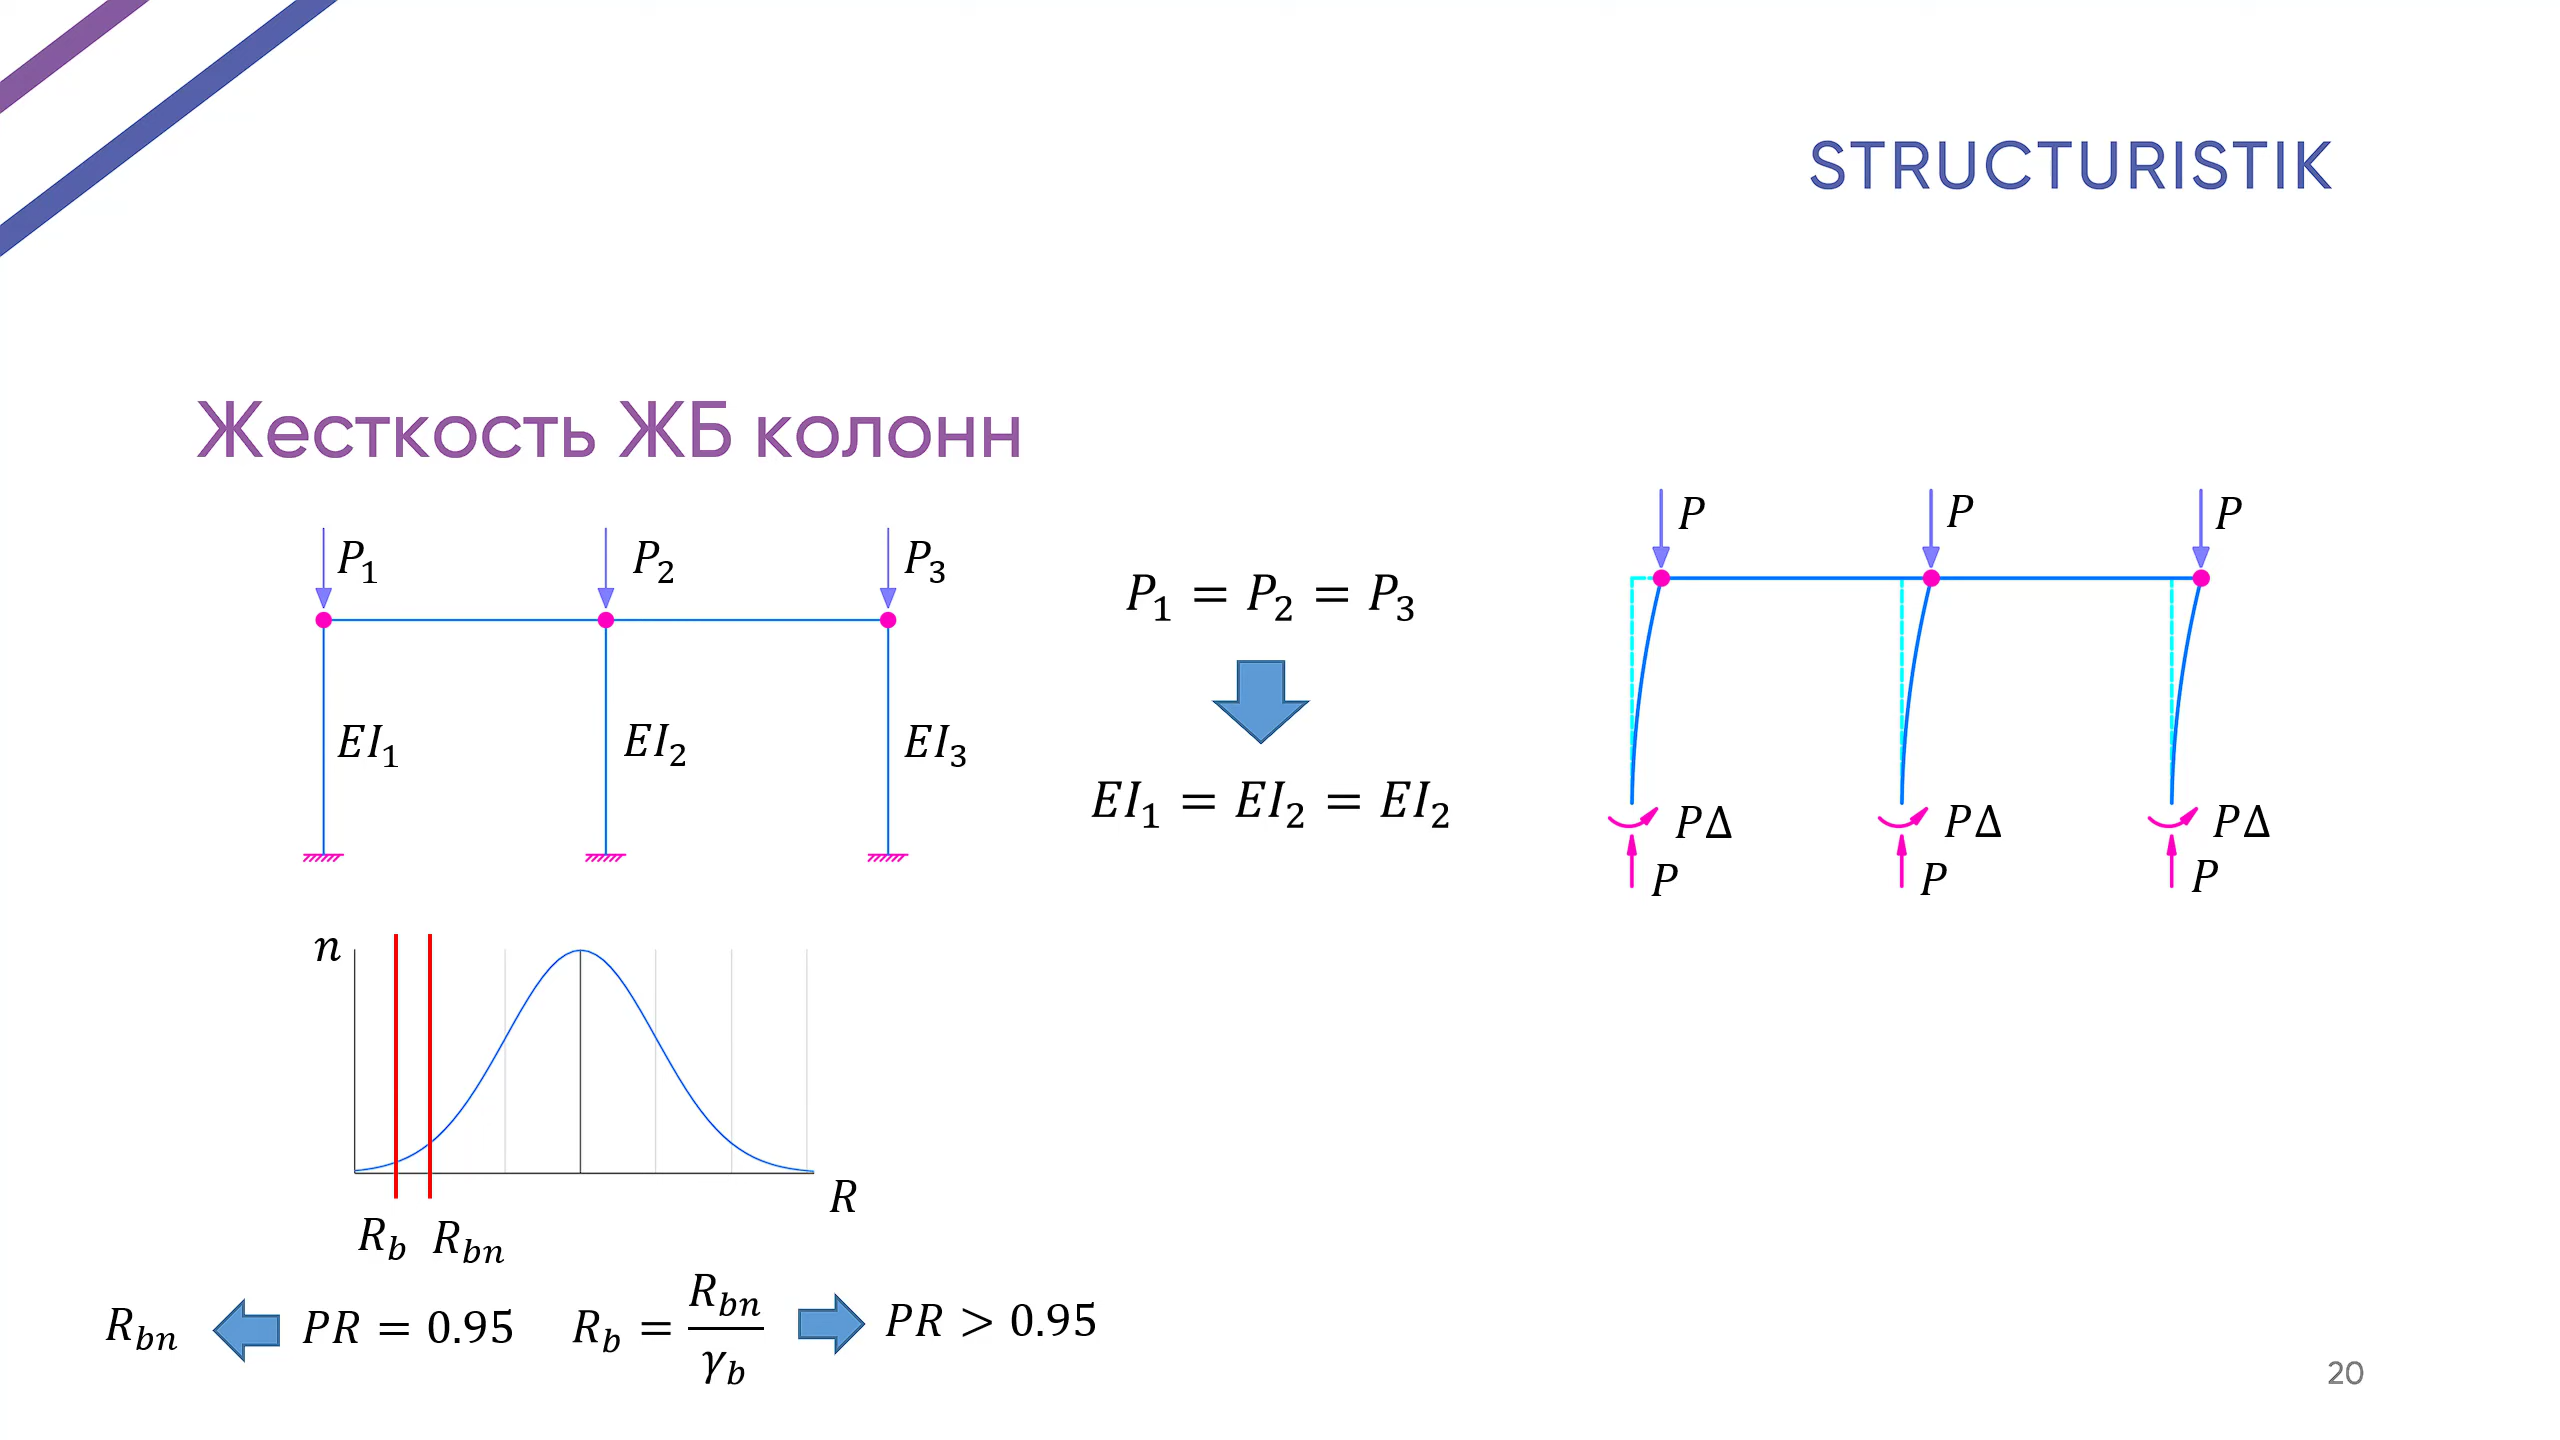 STRUCTURISTIK
Жесткость ЖБ колонн
P₁ P₂ P₃
EI₁ EI₂ EI₃
P₁ = P₂ = P₃
EI₁ = EI₂ = EI₂
P P P
PΔ PΔ PΔ
P P P
n
R
R_b R_bn
R_bn PR = 0.95 R_b = R_bn / γ_b PR > 0.95
20